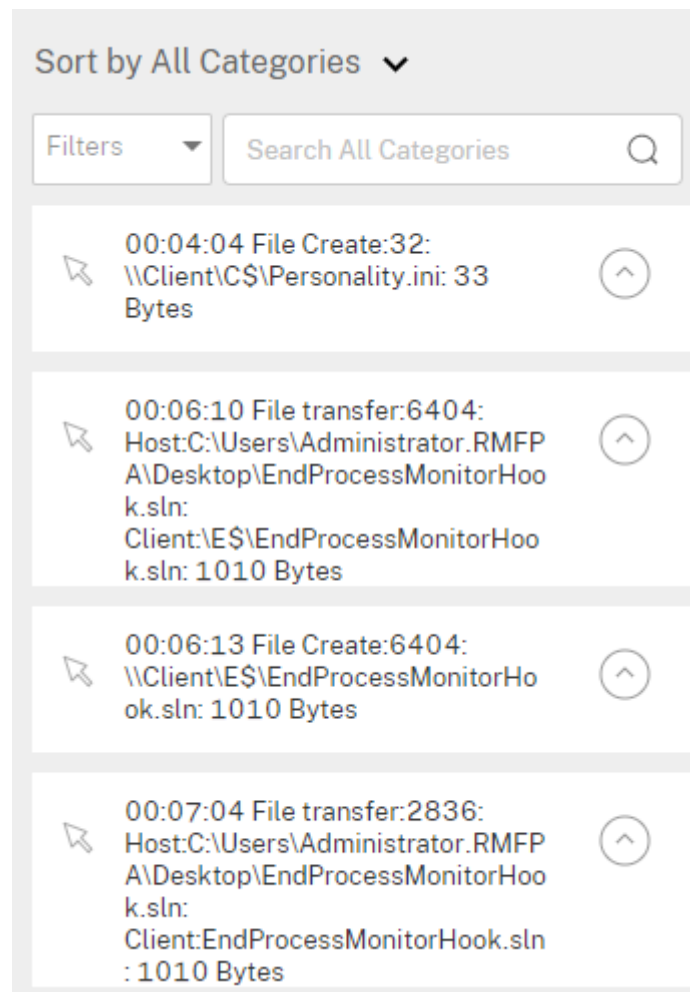 Sort by All Categories
Filters
Search All Categories
00:04:04 File Create:32:
\\Client\C$\Personality.ini: 33
Bytes
00:06:10 File transfer:6404:
Host:C:\Users\Administrator.RMFP
A\Desktop\EndProcessMonitorHoo
k.sln:
Client:\E$\EndProcessMonitorHoo
k.sln: 1010 Bytes
00:06:13 File Create:6404:
\\Client\E$\EndProcessMonitorHo
ok.sln: 1010 Bytes
00:07:04 File transfer:2836:
Host:C:\Users\Administrator.RMFP
A\Desktop\EndProcessMonitorHoo
k.sln:
Client:EndProcessMonitorHook.sln
: 1010 Bytes